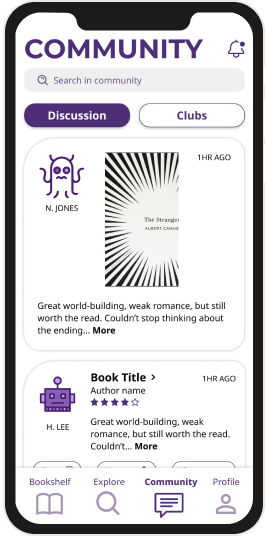 COMMUNITY
Search in community
Discussion
Clubs
1HR AGO
The Stranger
ALBERT CAMUS
N. JONES
Great world-building, weak romance, but still
worth the read. Couldn’t stop thinking about
the ending... More
Book Title >
1HR AGO
Author name
Great world-building, weak
romance, but still worth the read.
Couldn’t... More
H. LEE
Bookshelf
Explore
Community
Profile